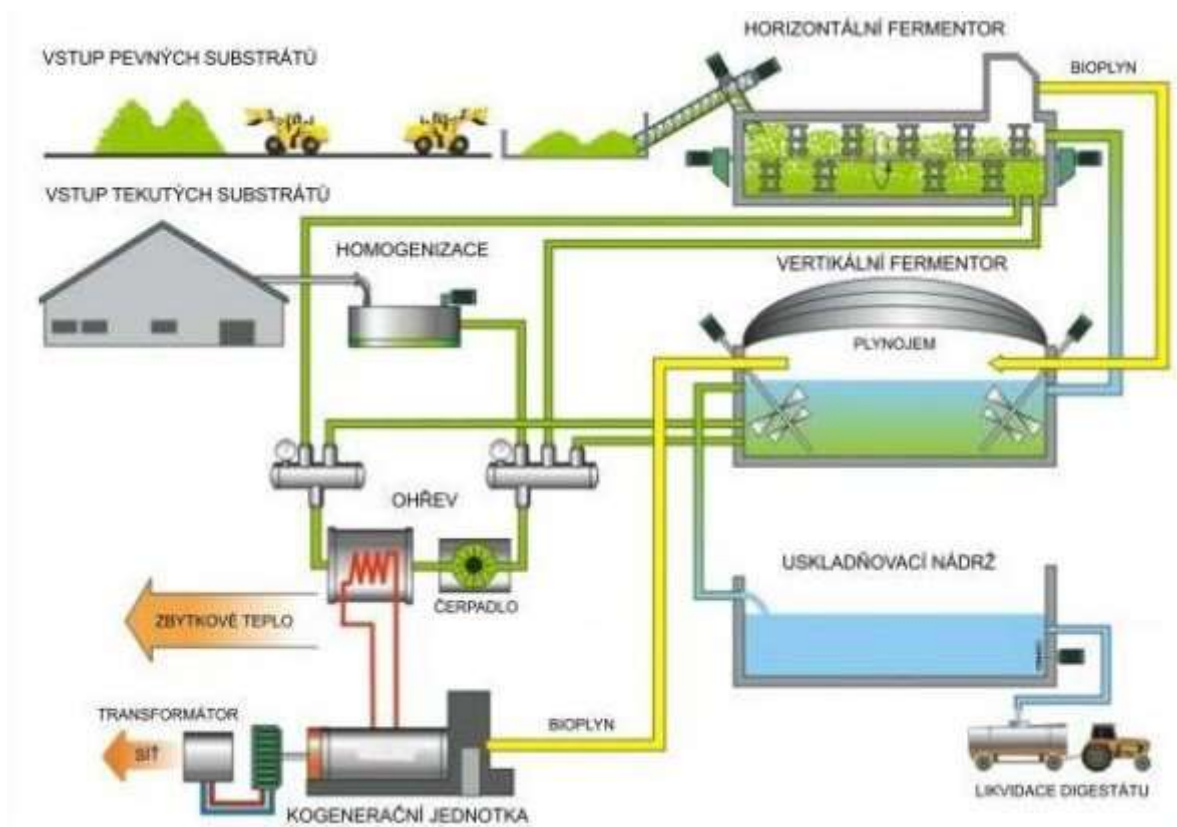 HORIZONTÁLNÍ FERMENTOR
VSTUP PEVNÝCH SUBSTRÁTŮ
BIOPLYN
VSTUP TEKUTÝCH SUBSTRÁTŮ
HOMOGENIZACE
VERTIKÁLNÍ FERMENTOR
PLYNOJEM
OHŘEV
USKLADŇOVACÍ NÁDRŽ
ČERPADLO
ZBYTKOVÉ TEPLO
TRANSFORMÁTOR
BIOPLYN
SÍŤ
LIKVIDACE DIGESTÁTU
KOGENERAČNÍ JEDNOTKA